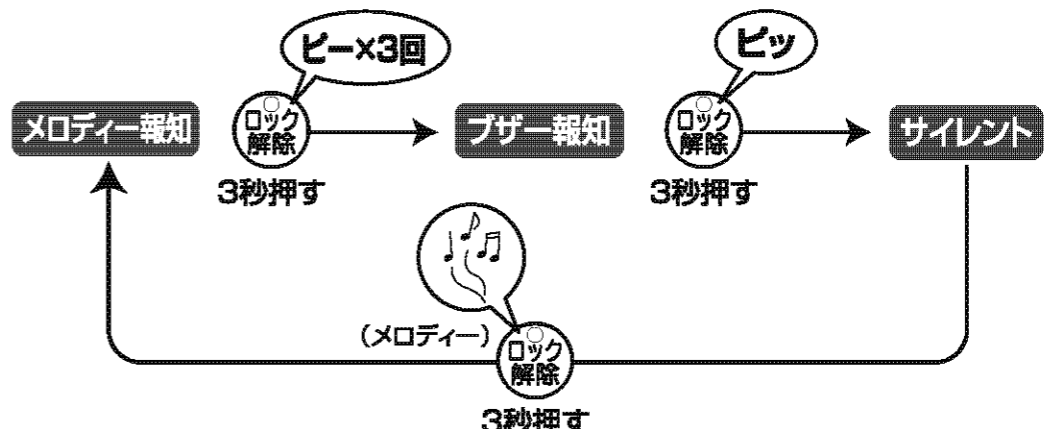 ピー×3回
ピッ
メロディー報知
ロック
解除
ブザー報知
ロック
解除
サイレント
3秒押す
3秒押す
(メロディー)
ロック
解除
3秒押す